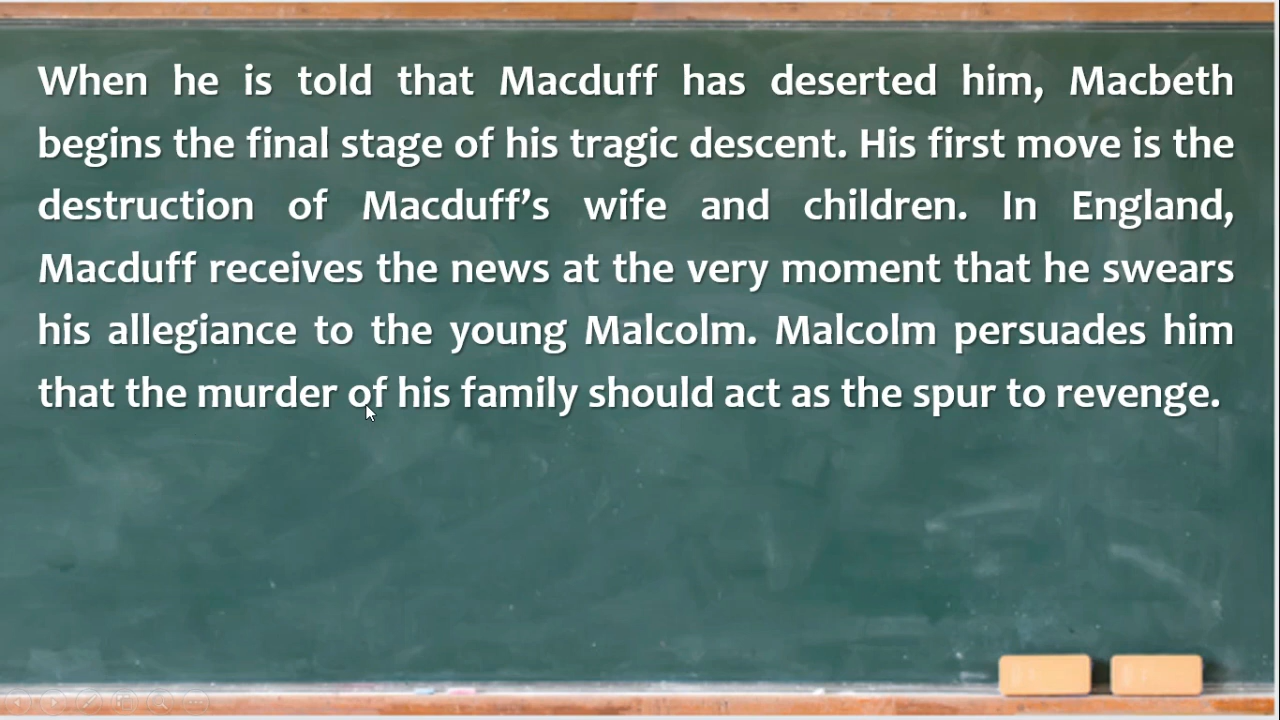 When he is told that Macduff has deserted him, Macbeth
begins the final stage of his tragic descent. His first move is the
destruction of Macduff’s wife and children. In England,
Macduff receives the news at the very moment that he swears
his allegiance to the young Malcolm. Malcolm persuades him
that the murder of his family should act as the spur to revenge.